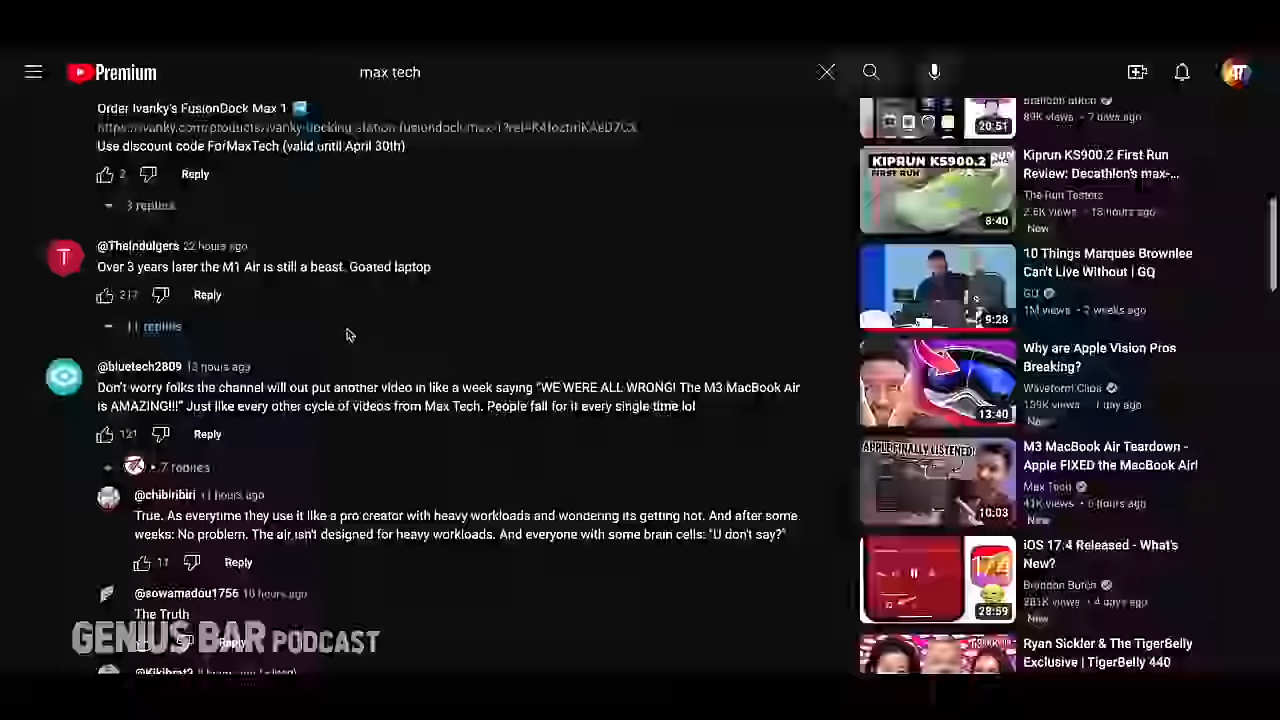 Premium
max tech
Order Ivanky's FusionDock Max 1
Use discount code ForMaxTech (valid until April 30th)
2
Reply
3 replies
@TheIndulgers 22 hours ago
T
Over 3 years later the M1 Air is still a beast. Goated laptop
217
Reply
11 replies
@bluetech2809 13 hours ago
Don't worry folks the channel will out put another video in like a week saying "WE WERE ALL WRONG! The M3 MacBook Air
is AMAZING!!!" Just like every other cycle of videos from Max Tech. People fall for it every single time lol
121
Reply
7 replies
@chibiribiri 11 hours ago
True. As everytime they use it like a pro creator with heavy workloads and wondering its getting hot. And after some
weeks: No problem. The air isn't designed for heavy workloads. And everyone with some brain cells: "U don't say?"
11
Reply
@sowamadou1756 10 hours ago
The Truth
Reply
GENIUS BAR PODCAST
Brandon Butch
89K views • 7 days ago
20:51
KIPRUN KS900.2
FIRST RUN
8:40
Kiprun KS900.2 First Run
Review: Decathlon's max-...
The Run Testers
2.6K views • 18 hours ago
New
9:28
10 Things Marques Brownlee
Can't Live Without | GQ
GQ
1M views • 2 weeks ago
13:40
Why are Apple Vision Pros
Breaking?
Waveform Clips
139K views • 1 day ago
New
APPLE FINALLY LISTENED!
10:03
M3 MacBook Air Teardown -
Apple FIXED the MacBook Air!
Max Tech
41K views • 6 hours ago
New
17.4
28:59
iOS 17.4 Released - What's
New?
Brandon Butch
281K views • 4 days ago
New
Ryan Sickler & The TigerBelly
Exclusive | TigerBelly 440